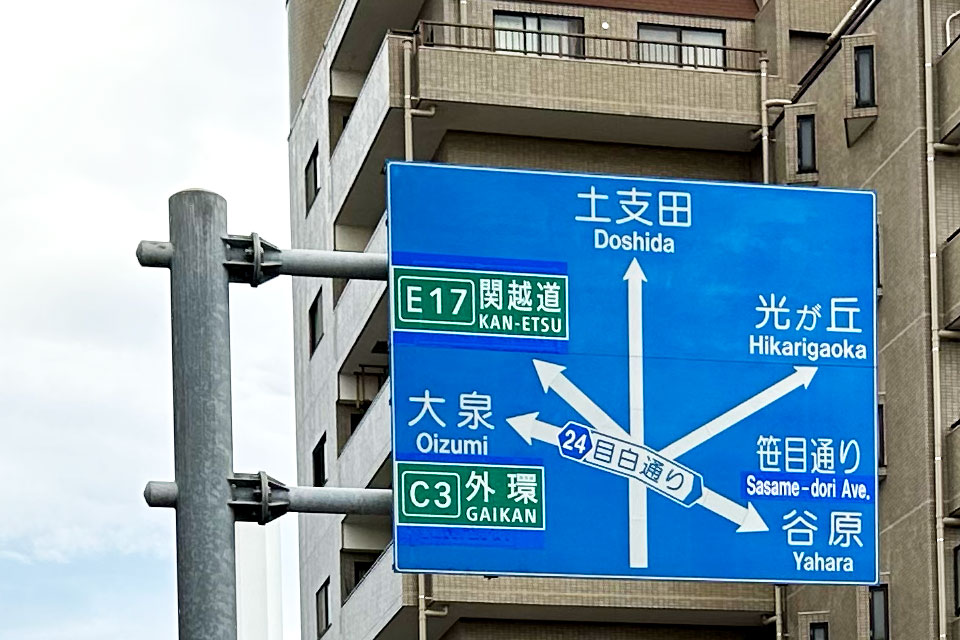 土支田
Doshida
E17 関越道
KAN-ETSU
光が丘
Hikarigaoka
大泉
Oizumi
24 目白通り
C3 外環
GAIKAN
笹目通り
Sasame-dori Ave.
谷原
Yahara